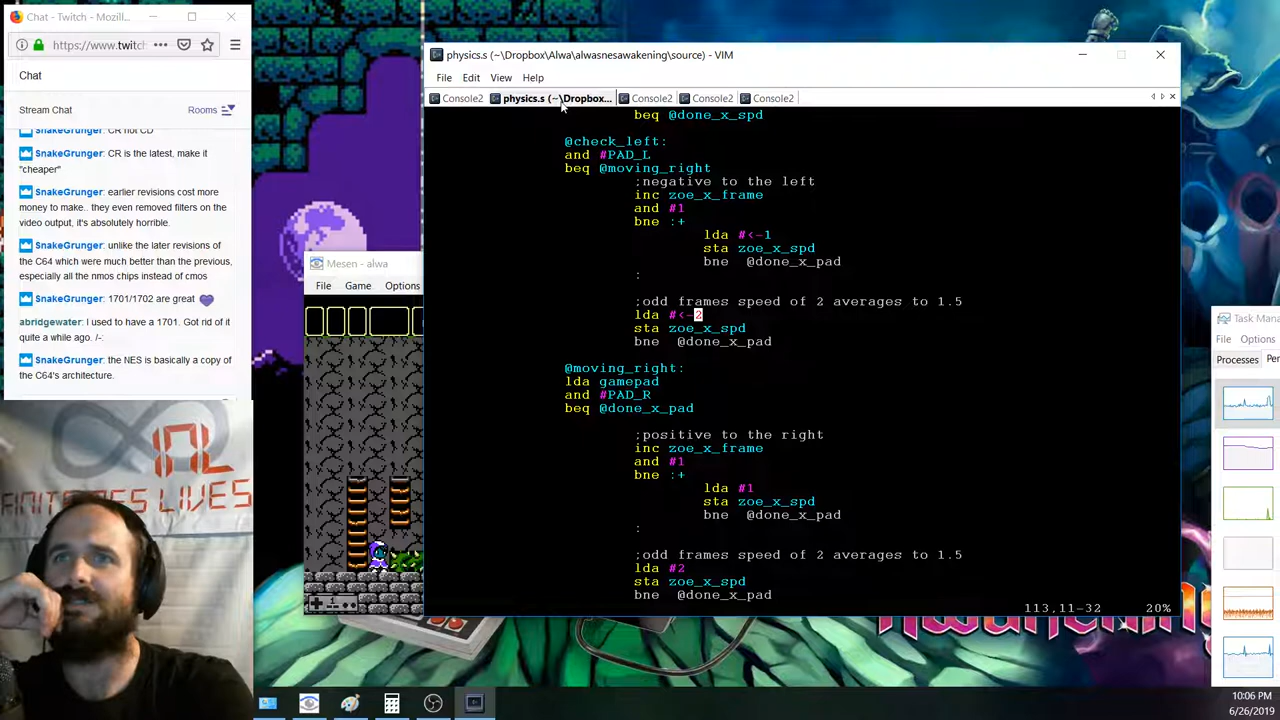 Chat - Twitch - Mozill...
https://www.twitch
Chat
Stream Chat
Rooms
CR not CD
SnakeGrunger: CR is the latest, make it
"cheaper"
SnakeGrunger: earlier revisions cost more
money to make.. they even removed filters on the
video output, it's absolutely horrible.
SnakeGrunger: unlike the later revisions of
the C64 which were much better than the previous,
especially all the nmos chips instead of cmos
SnakeGrunger: 1701/1702 are great
abridgewater: I used to have a 1701. Got rid of it
quite a while ago. /-:
SnakeGrunger: the NES is basically a copy of
the C64's architecture.
LIVES
Mesen - alwa
File Game Options
physics.s (~\Dropbox\Alwa\alwasnesawakening\source) - VIM
File Edit View Help
Console2 physics.s (~\Dropbox... Console2 Console2 Console2
beq @done_x_spd
@check_left:
and #PAD_L
beq @moving_right
;negative to the left
inc zoe_x_frame
and #1
bne :+
lda #<-1
sta zoe_x_spd
bne @done_x_pad
:
;odd frames speed of 2 averages to 1.5
lda #<-2
sta zoe_x_spd
bne @done_x_pad
@moving_right:
lda gamepad
and #PAD_R
beq @done_x_pad
;positive to the right
inc zoe_x_frame
and #1
bne :+
lda #1
sta zoe_x_spd
bne @done_x_pad
:
;odd frames speed of 2 averages to 1.5
lda #2
sta zoe_x_spd
bne @done_x_pad
113,11-32 20%
Task Mana
File Options
Processes Per
10:06 PM
6/26/2019